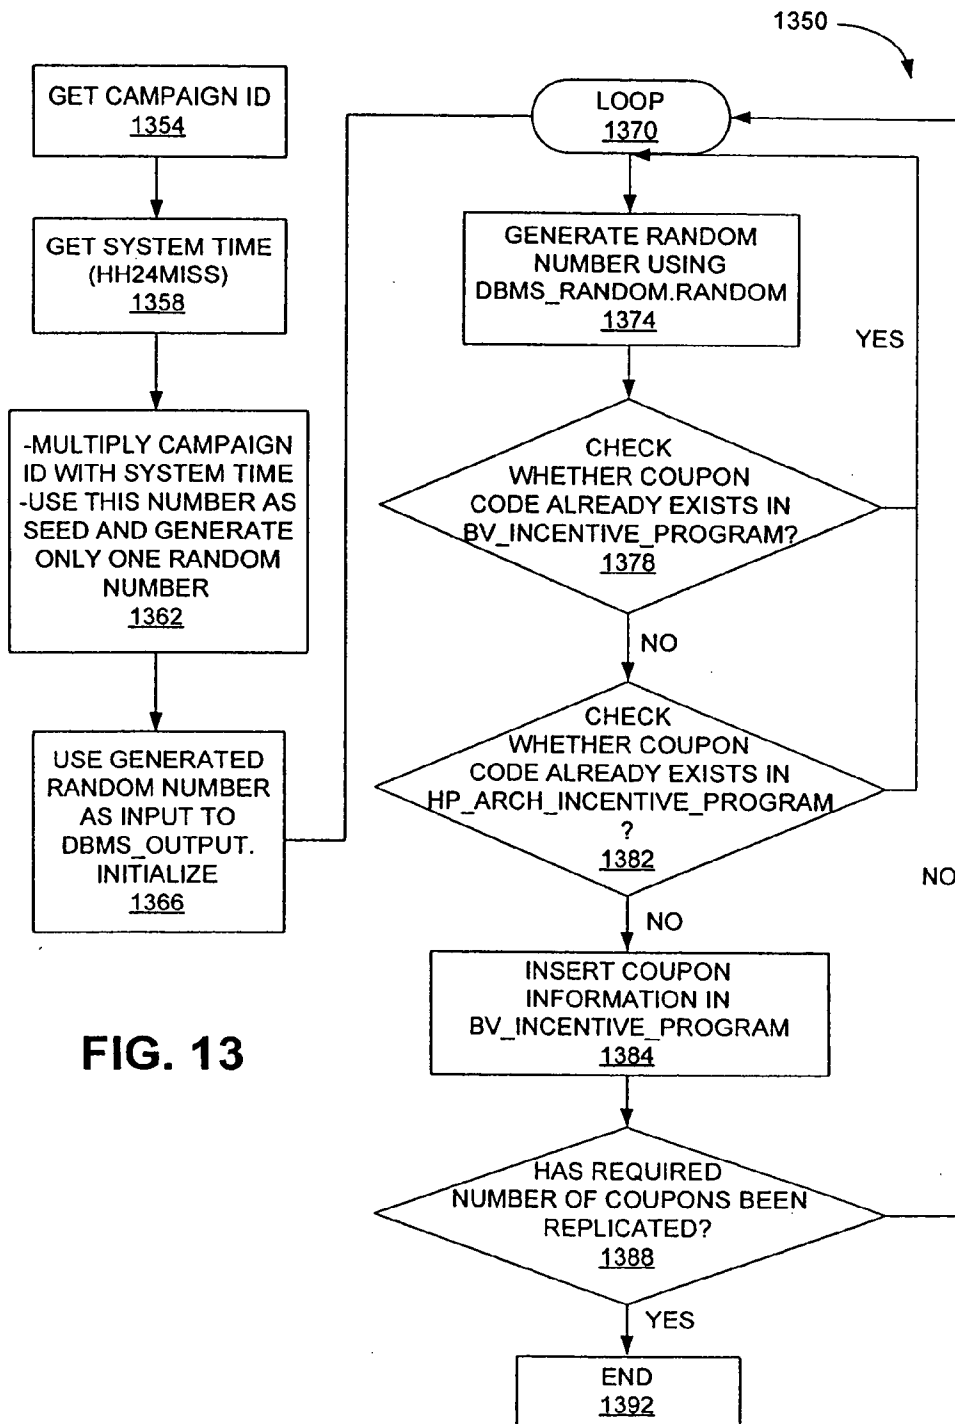 1350
GET CAMPAIGN ID
1354
GET SYSTEM TIME
(HH24MISS)
1358
-MULTIPLY CAMPAIGN
ID WITH SYSTEM TIME
-USE THIS NUMBER AS
SEED AND GENERATE
ONLY ONE RANDOM
NUMBER
1362
USE GENERATED
RANDOM NUMBER
AS INPUT TO
DBMS_OUTPUT.
INITIALIZE
1366
LOOP
1370
GENERATE RANDOM
NUMBER USING
DBMS_RANDOM.RANDOM
1374
YES
CHECK
WHETHER COUPON
CODE ALREADY EXISTS IN
BV_INCENTIVE_PROGRAM?
1378
NO
CHECK
WHETHER COUPON
CODE ALREADY EXISTS IN
HP_ARCH_INCENTIVE_PROGRAM
?
1382
NO
NO
INSERT COUPON
INFORMATION IN
BV_INCENTIVE_PROGRAM
1384
HAS REQUIRED
NUMBER OF COUPONS BEEN
REPLICATED?
1388
YES
END
1392
FIG. 13